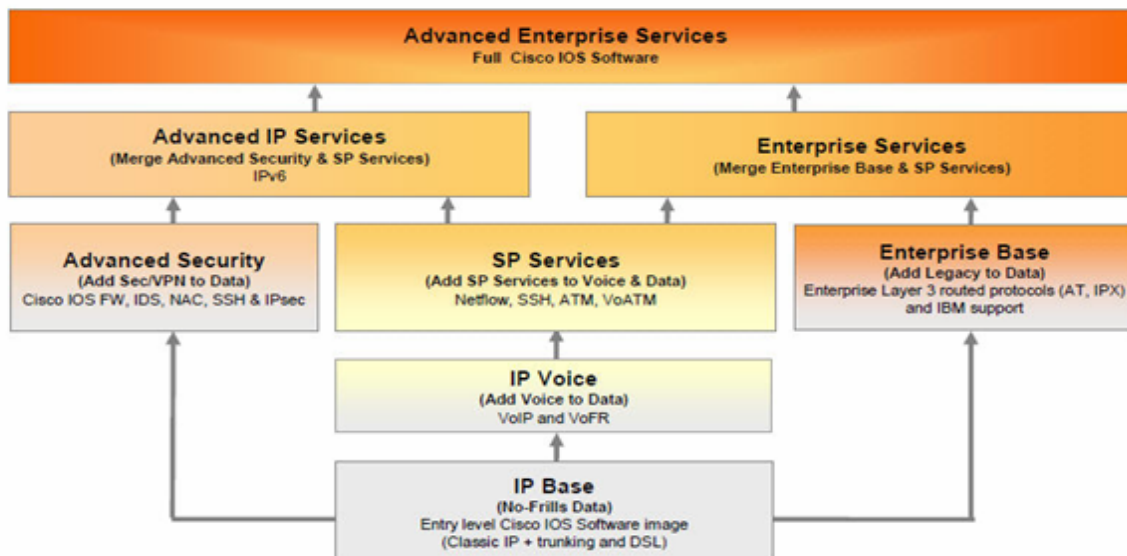 Advanced Enterprise Services
Full Cisco IOS Software
Advanced IP Services
(Merge Advanced Security & SP Services)
IPv6
Enterprise Services
(Merge Enterprise Base & SP Services)
Advanced Security
(Add Sec/VPN to Data)
Cisco IOS FW, IDS, NAC, SSH & IPsec
SP Services
(Add SP Services to Voice & Data)
Netflow, SSH, ATM, VoATM
Enterprise Base
(Add Legacy to Data)
Enterprise Layer 3 routed protocols (AT, IPX)
and IBM support
IP Voice
(Add Voice to Data)
VoIP and VoFR
IP Base
(No-Frills Data)
Entry level Cisco IOS Software image
(Classic IP + trunking and DSL)